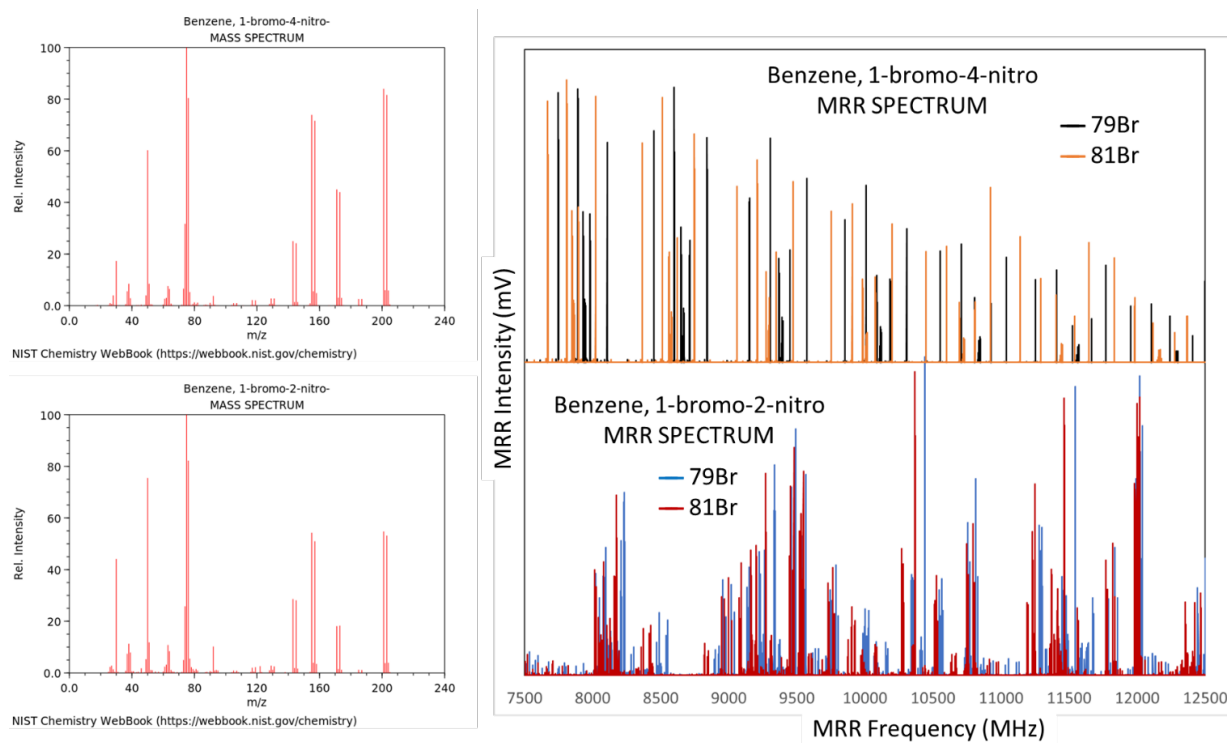 Benzene, 1-bromo-4-nitro-
MASS SPECTRUM
100
80
60
40
20
0.0
Rel. Intensity
0.0
40
80
120
160
200
240
m/z
NIST Chemistry WebBook (https://webbook.nist.gov/chemistry)
Benzene, 1-bromo-2-nitro-
MASS SPECTRUM
100
80
60
40
20
0.0
Rel. Intensity
0.0
40
80
120
160
200
240
m/z
NIST Chemistry WebBook (https://webbook.nist.gov/chemistry)
Benzene, 1-bromo-4-nitro
MRR SPECTRUM
79Br
81Br
MRR Intensity (mV)
Benzene, 1-bromo-2-nitro
MRR SPECTRUM
79Br
81Br
7500
8000
8500
9000
9500
10000
10500
11000
11500
12000
12500
MRR Frequency (MHz)